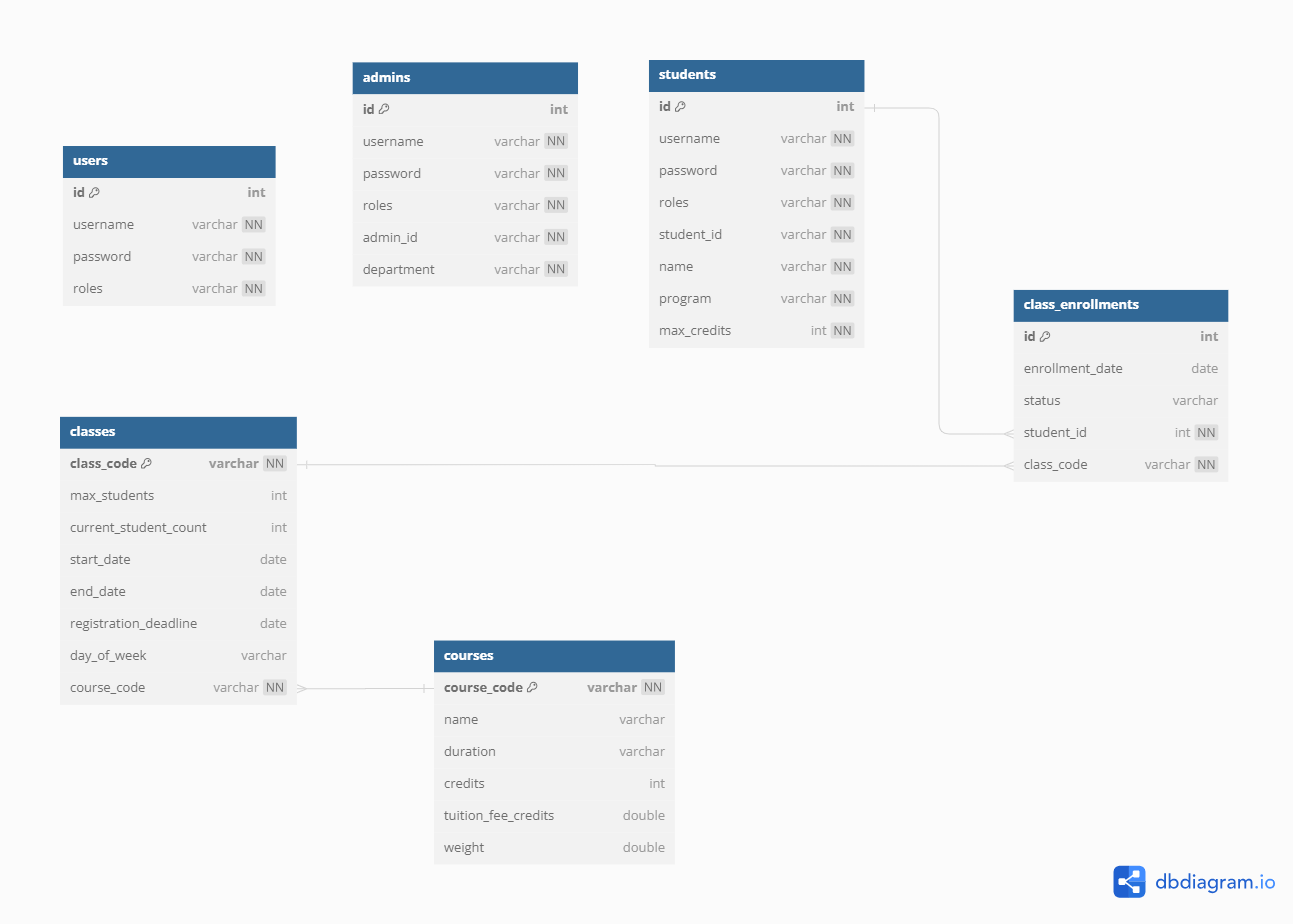 users
id int
username varchar NN
password varchar NN
roles varchar NN
admins
id int
username varchar NN
password varchar NN
roles varchar NN
admin_id varchar NN
department varchar NN
students
id int
username varchar NN
password varchar NN
roles varchar NN
student_id varchar NN
name varchar NN
program varchar NN
max_credits int NN
class_enrollments
id int
enrollment_date date
status varchar
student_id int NN
class_code varchar NN
classes
class_code varchar NN
max_students int
current_student_count int
start_date date
end_date date
registration_deadline date
day_of_week varchar
course_code varchar NN
courses
course_code varchar NN
name varchar
duration varchar
credits int
tuition_fee_credits double
weight double
dbdiagram.io